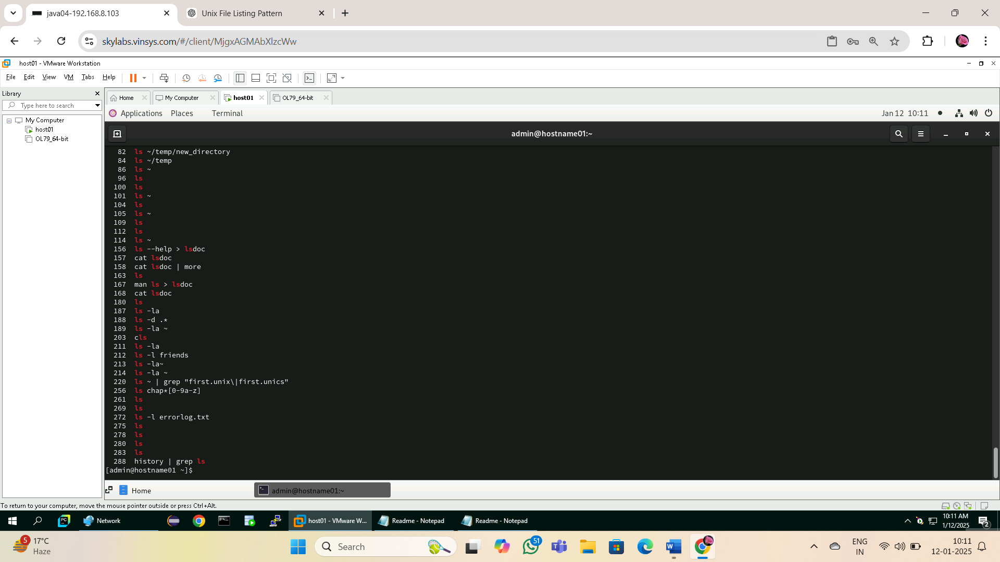 java04-192.168.8.103
Unix File Listing Pattern
skylabs.vinsys.com/#/client/MjgxAGMAbXlzcWw
host01 - VMware Workstation
File Edit View VM Tabs Help
Library
Type here to search
My Computer
host01
OL79_64-bit
Home
My Computer
host01
OL79_64-bit
Applications Places Terminal
Jan 12 10:11
admin@hostname01:~
82 ls ~/temp/new_directory
84 ls ~/temp
86 ls ~
96 ls
100 ls
101 ls ~
104 ls
105 ls ~
109 ls
112 ls
114 ls ~
156 ls --help > lsdoc
157 cat lsdoc
158 cat lsdoc | more
163 ls
167 man ls > lsdoc
168 cat lsdoc
180 ls
187 ls -la
188 ls -d .*
189 ls -la ~
203 cls
211 ls -la
212 ls -l friends
213 ls -la~
214 ls -la ~
220 ls ~ | grep "first.unix\|first.unics"
256 ls chap*[0-9a-z]
261 ls
269 ls
272 ls -l errorlog.txt
275 ls
278 ls
280 ls
283 ls
288 history | grep ls
[admin@hostname01 ~]$
Home
admin@hostname01:~
To return to your computer, move the mouse pointer outside or press Ctrl+Alt.
Network
host01 - VMware W...
Readme - Notepad
Readme - Notepad
10:11 AM
1/12/2025
2
5
17°C
Haze
Search
51
ENG
IN
10:11
12-01-2025